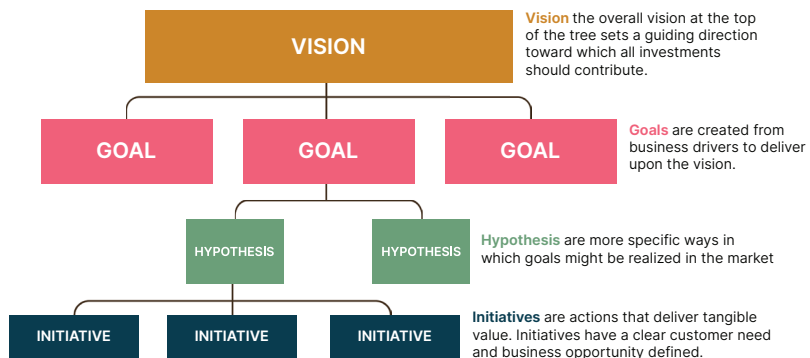 VISION
Vision the overall vision at the top
of the tree sets a guiding direction
toward which all investments
should contribute.
GOAL
GOAL
GOAL
Goals are created from
business drivers to deliver
upon the vision.
HYPOTHESIS
HYPOTHESIS
Hypothesis are more specific ways in
which goals might be realized in the market
INITIATIVE
INITIATIVE
INITIATIVE
Initiatives are actions that deliver tangible
value. Initiatives have a clear customer need
and business opportunity defined.